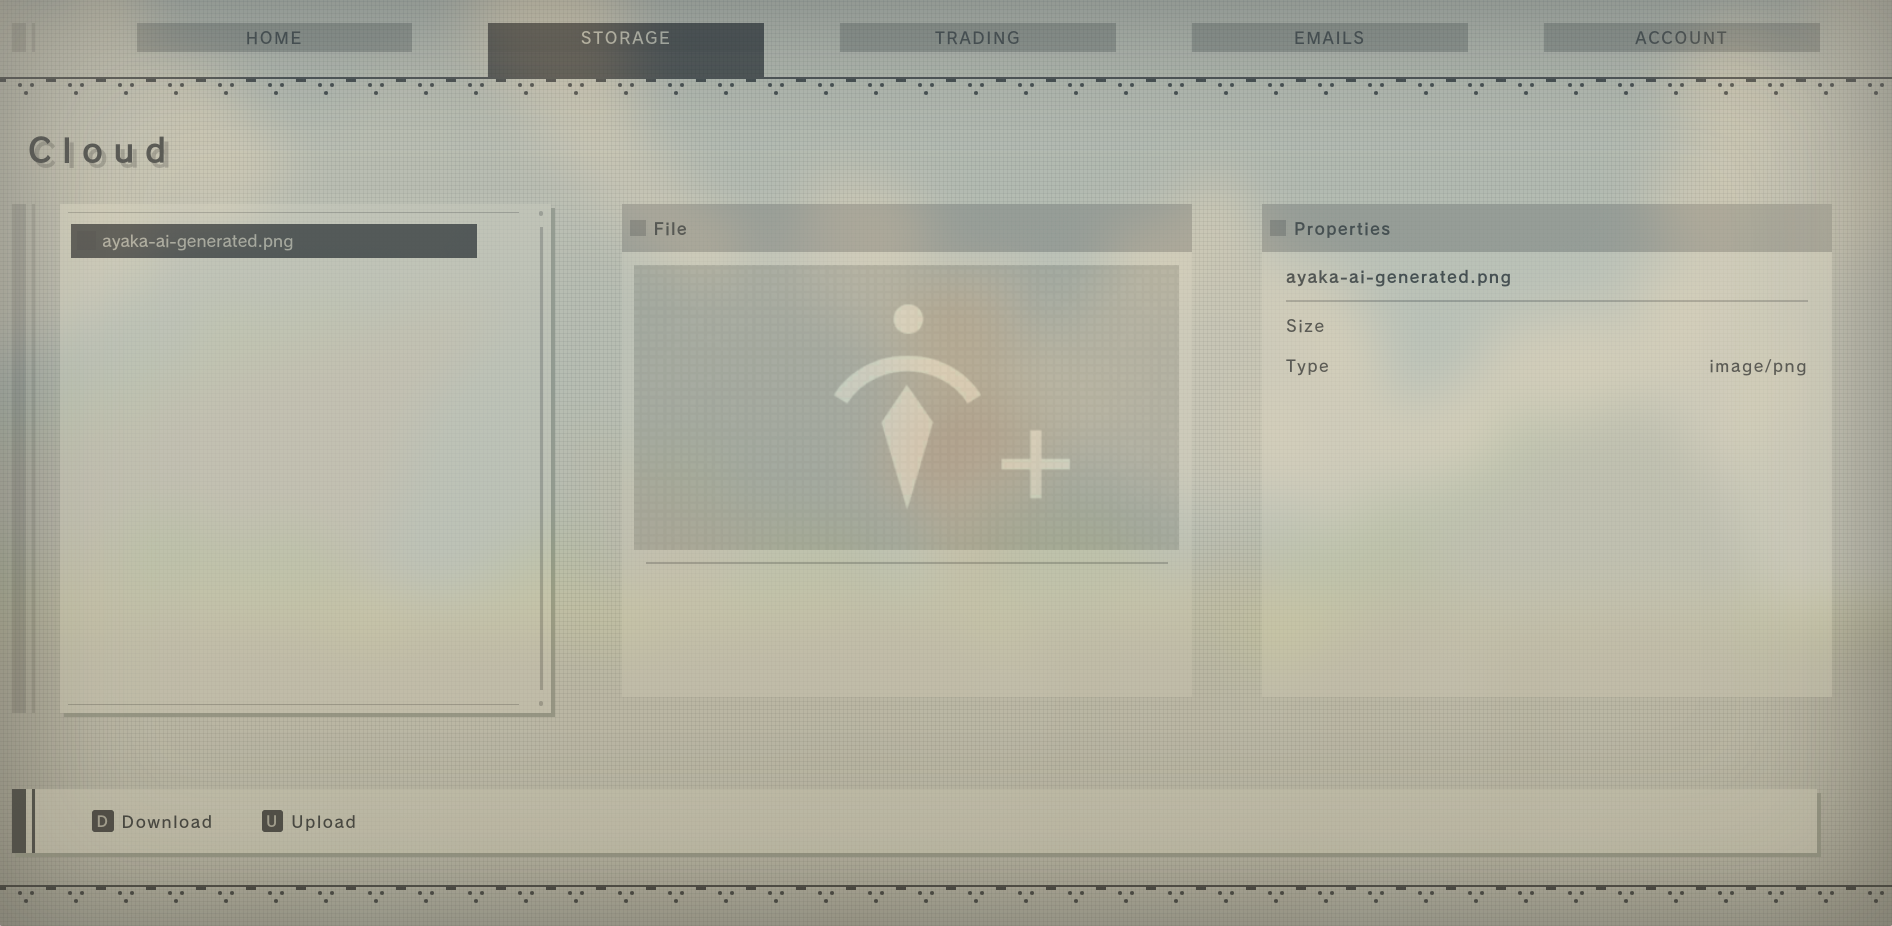 HOME
STORAGE
TRADING
EMAILS
ACCOUNT
Cloud
ayaka-ai-generated.png
File
Properties
ayaka-ai-generated.png
Size
Type image/png
D Download U Upload